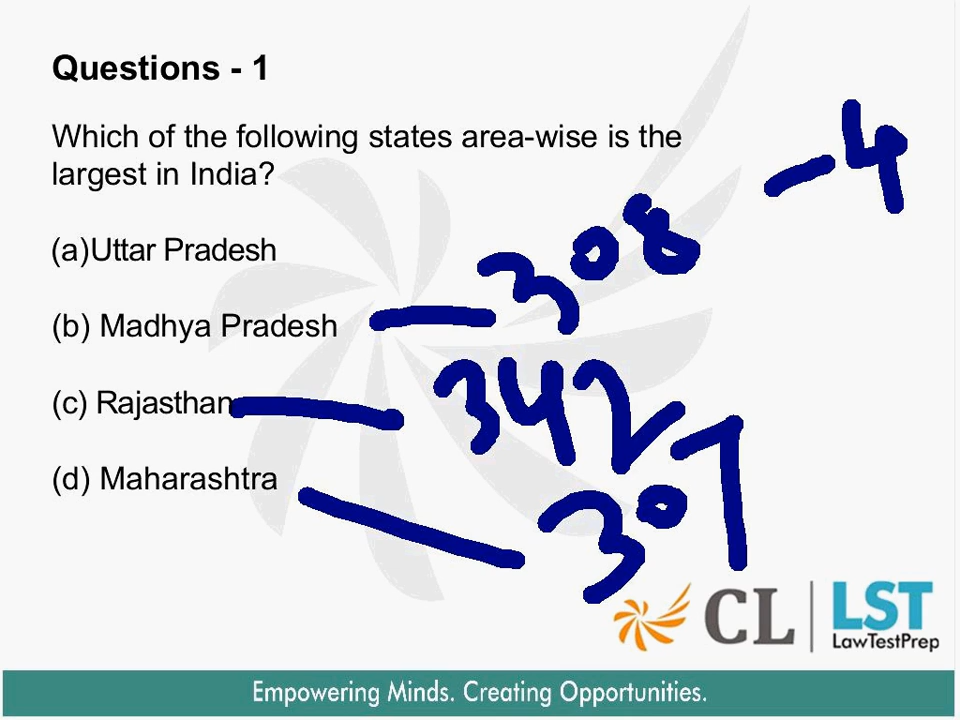 Questions - 1
Which of the following states area-wise is the
largest in India?
- 4
(a)Uttar Pradesh
(b) Madhya Pradesh - 308
(c) Rajasthan - 342
(d) Maharashtra - 307
CL | LST
LawTestPrep
Empowering Minds. Creating Opportunities.